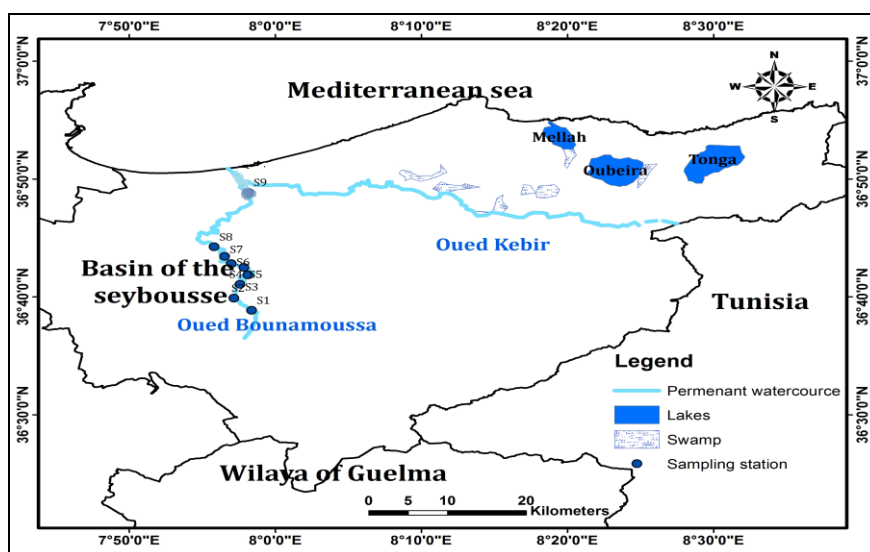 7°50'0"E 8°0'0"E 8°10'0"E 8°20'0"E 8°30'0"E
37°0'0"N
36°50'0"N
36°40'0"N
36°30'0"N
Mediterranean sea
N
W E
S
Mellah
Oubeira
Tonga
S9
Oued Kebir
S8
S7
S6
S5
S4
S3
S2
S1
Basin of the
seybousse
Oued Bounamoussa
Tunisia
Legend
Permenant watercource
Lakes
Swamp
Sampling station
Wilaya of Guelma
0 5 10 20
Kilometers
37°0'0"N
36°50'0"N
36°40'0"N
36°30'0"N
7°50'0"E 8°0'0"E 8°10'0"E 8°20'0"E 8°30'0"E